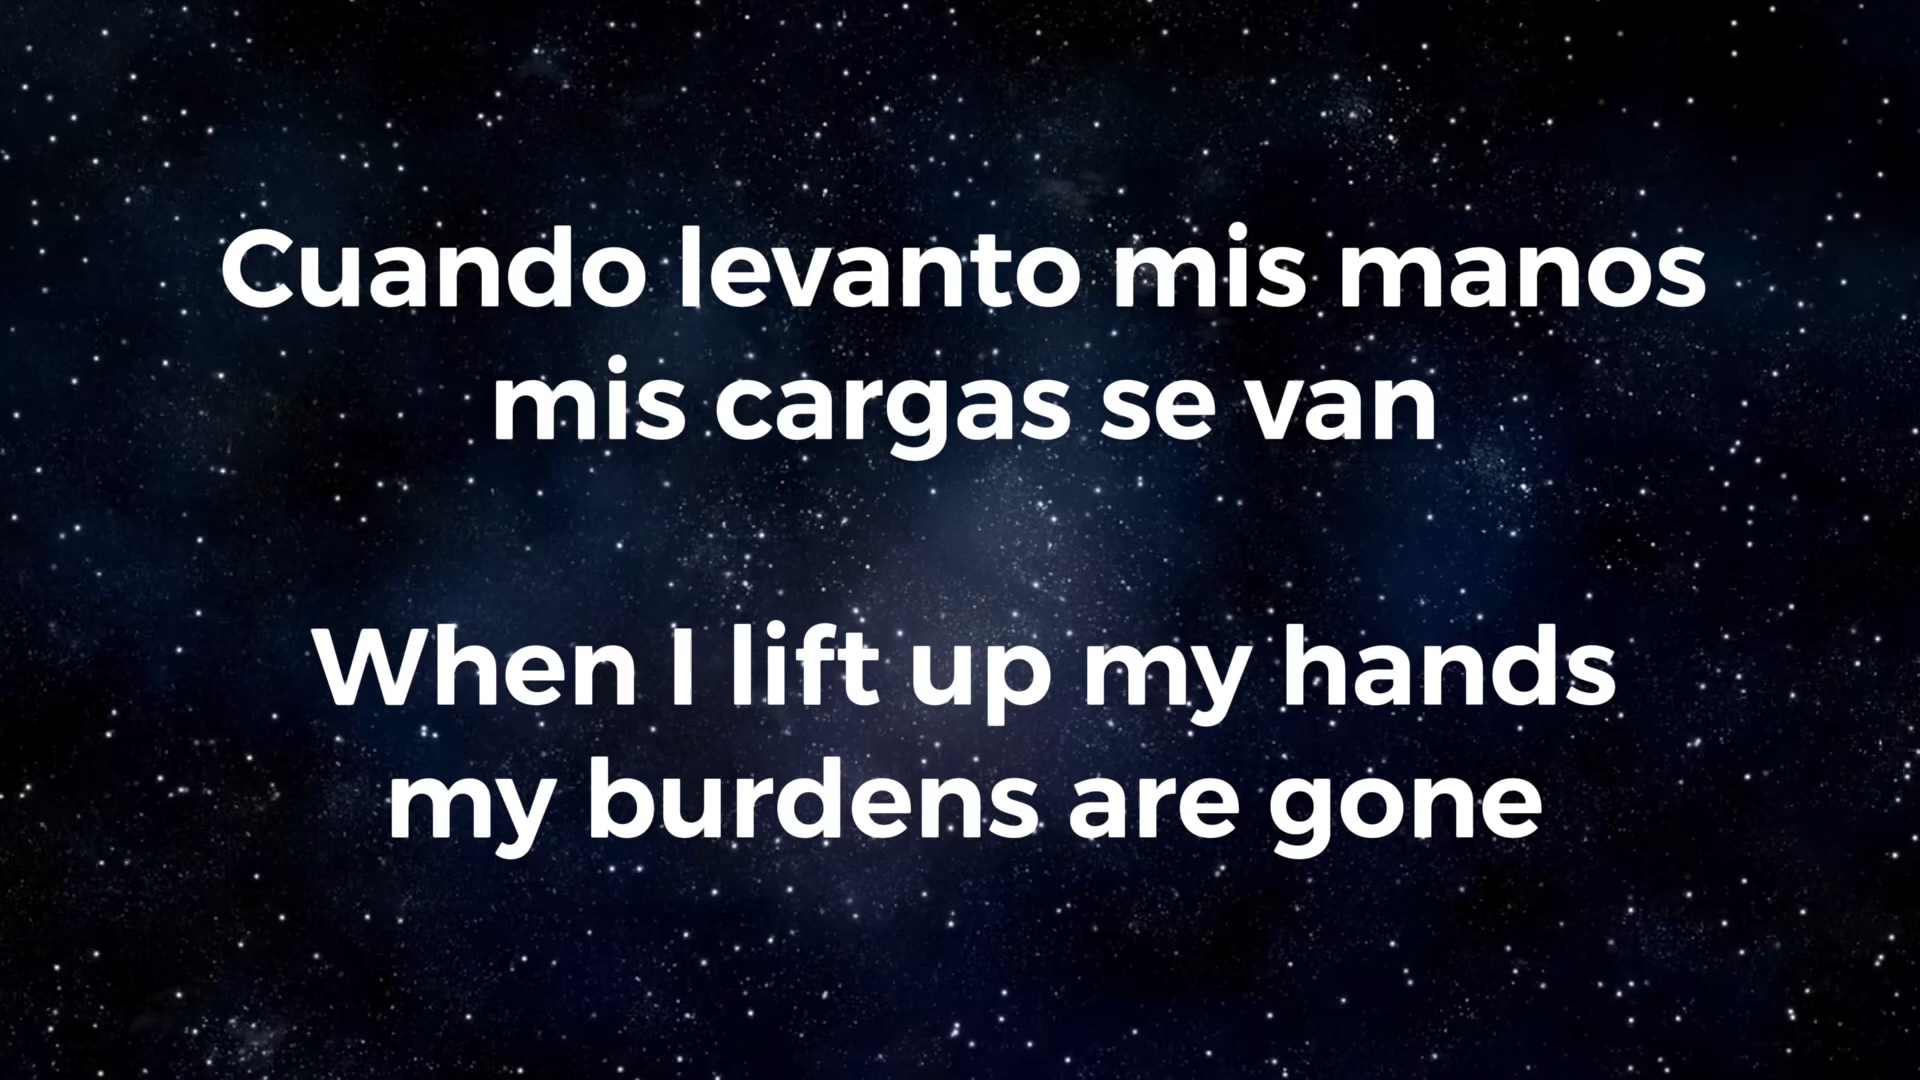 Cuando levanto mis manos
mis cargas se van
When I lift up my hands
my burdens are gone